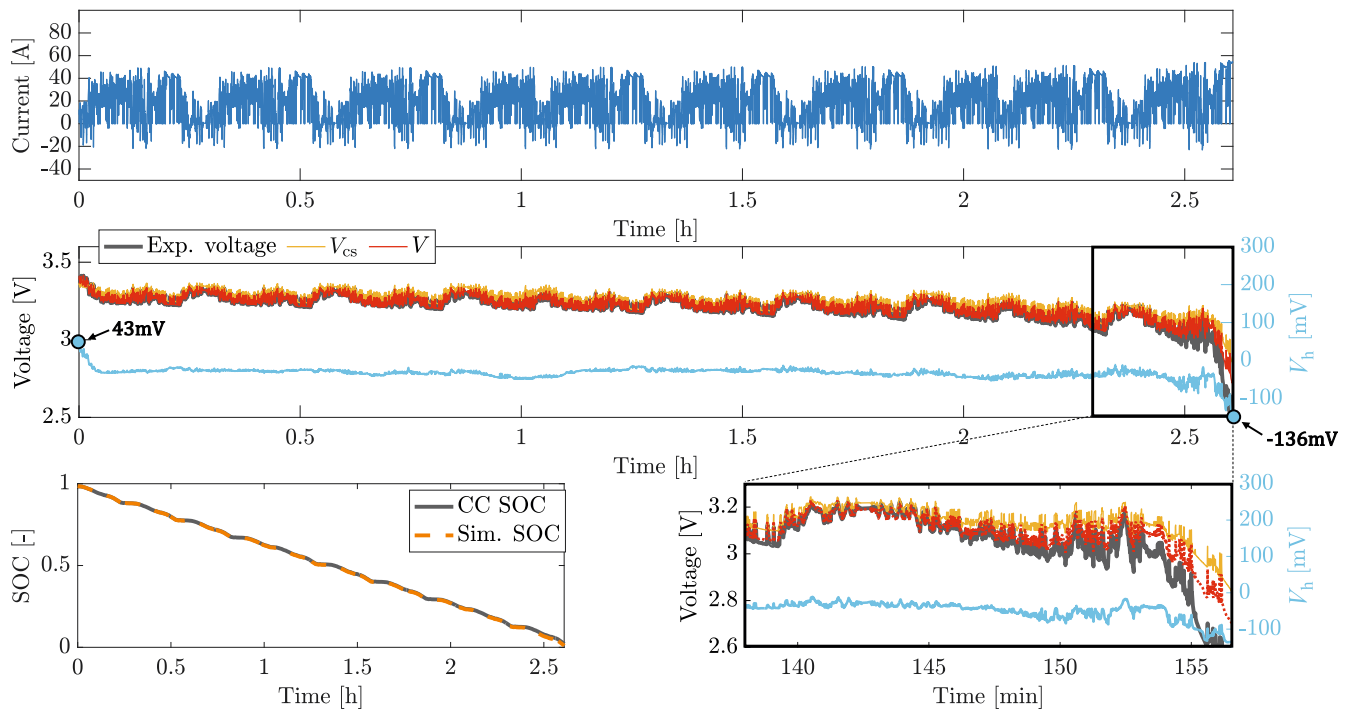 80
60
40
20
0
-20
-40
Current [A]
0
0.5
1
1.5
2
2.5
Time [h]
Exp. voltage
Vcs
V
3.5
3
2.5
Voltage [V]
300
200
100
0
-100
Vh [mV]
43mV
-136mV
0
0.5
1
1.5
2
2.5
Time [h]
1
0.5
0
SOC [-]
CC SOC
Sim. SOC
0
0.5
1
1.5
2
2.5
Time [h]
3.2
3
2.8
2.6
Voltage [V]
300
200
100
0
-100
Vh [mV]
140
145
150
155
Time [min]